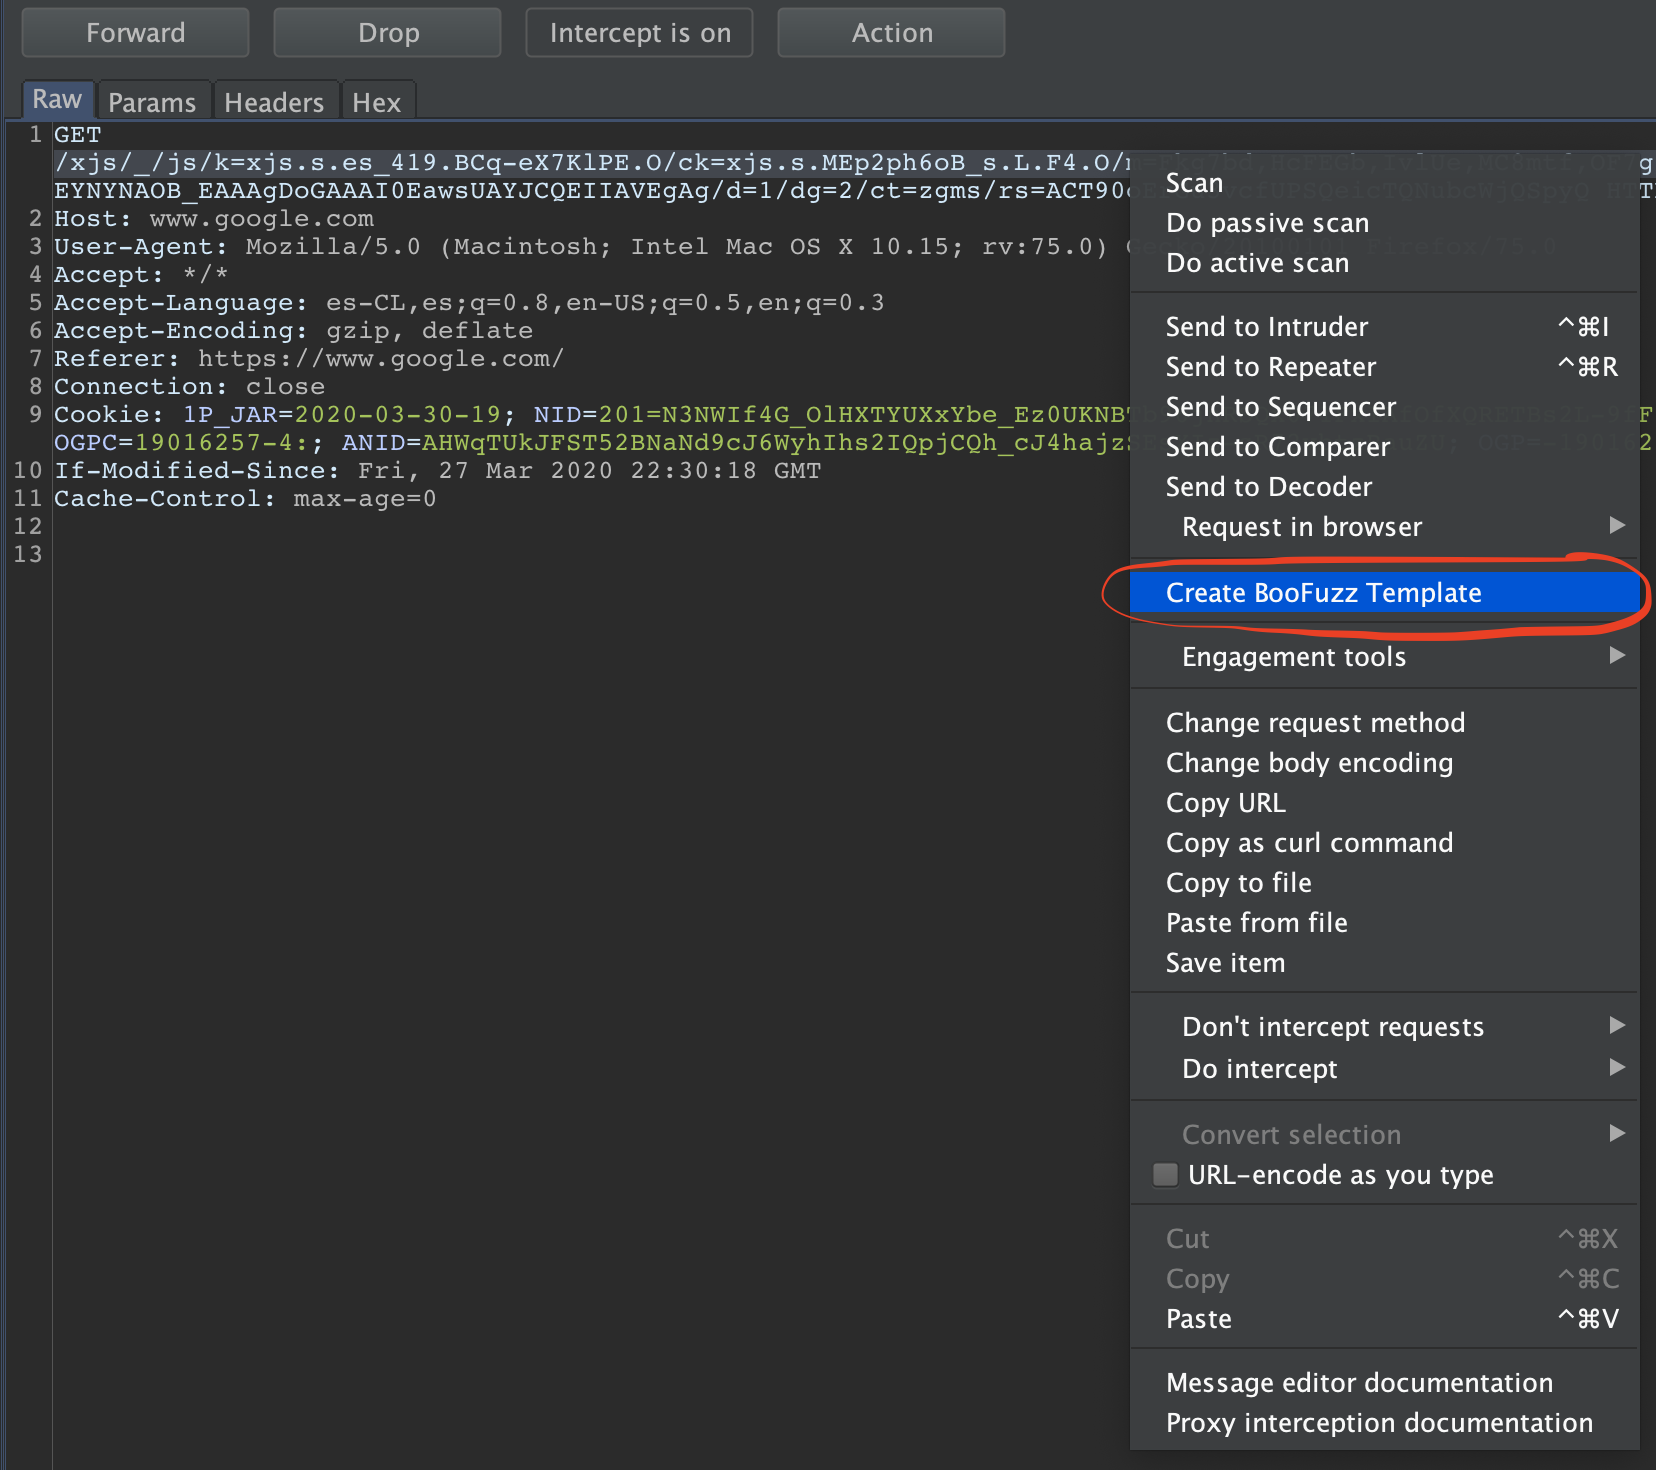 Forward Drop Intercept is on Action
Raw Params Headers Hex
1 GET
/xjs/_/js/k=xjs.s.es_419.BCq-eX7KlPE.O/ck=xjs.s.MEp2ph6oB_s.L.F4.O/
EYNYNAOB_EAAAgDoGAAAI0EawsUAYJCQEIIAVEgAg/d=1/dg=2/ct=zgms/rs=ACT90o
2 Host: www.google.com
3 User-Agent: Mozilla/5.0 (Macintosh; Intel Mac OS X 10.15; rv:75.0)
4 Accept: */*
5 Accept-Language: es-CL,es;q=0.8,en-US;q=0.5,en;q=0.3
6 Accept-Encoding: gzip, deflate
7 Referer: https://www.google.com/
8 Connection: close
9 Cookie: 1P_JAR=2020-03-30-19; NID=201=N3NWIf4G_OlHXTYUXxYbe_Ez0UKNB
OGPC=19016257-4:; ANID=AHWqTUkJFST52BNaNd9cJ6WyhIhs2IQpjCQh_cJ4hajz
10 If-Modified-Since: Fri, 27 Mar 2020 22:30:18 GMT
11 Cache-Control: max-age=0
12
13
Scan
Do passive scan
Do active scan
Send to Intruder ^⌘I
Send to Repeater ^⌘R
Send to Sequencer
Send to Comparer
Send to Decoder
Request in browser
Create BooFuzz Template
Engagement tools
Change request method
Change body encoding
Copy URL
Copy as curl command
Copy to file
Paste from file
Save item
Don't intercept requests
Do intercept
Convert selection
URL-encode as you type
Cut ^⌘X
Copy ^⌘C
Paste ^⌘V
Message editor documentation
Proxy interception documentation